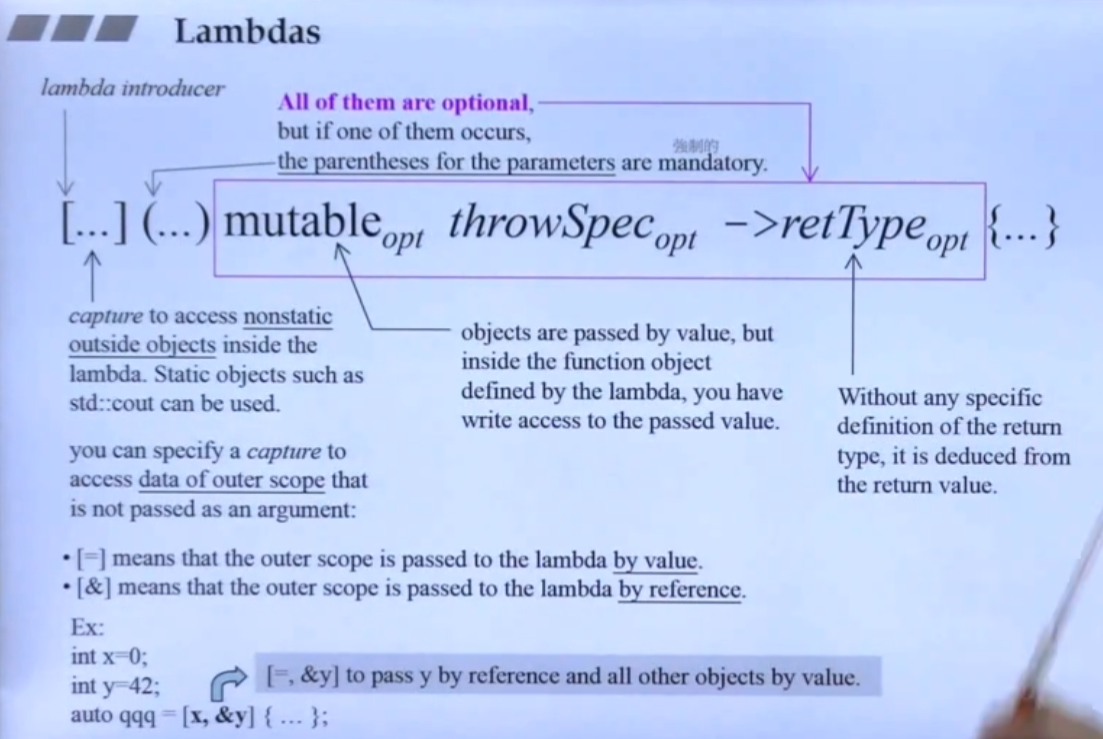 Lambdas
lambda introducer
All of them are optional,
but if one of them occurs,
強制的
the parentheses for the parameters are mandatory.
[...] (...) mutable opt throwSpec opt ->retType opt {...}
capture to access nonstatic
outside objects inside the
lambda. Static objects such as
std::cout can be used.
objects are passed by value, but
inside the function object
defined by the lambda, you have
write access to the passed value.
Without any specific
definition of the return
type, it is deduced from
the return value.
you can specify a capture to
access data of outer scope that
is not passed as an argument:
• [=] means that the outer scope is passed to the lambda by value.
• [&] means that the outer scope is passed to the lambda by reference.
Ex:
int x=0;
int y=42;
[=, &y] to pass y by reference and all other objects by value.
auto qqq = [x, &y] { ... };